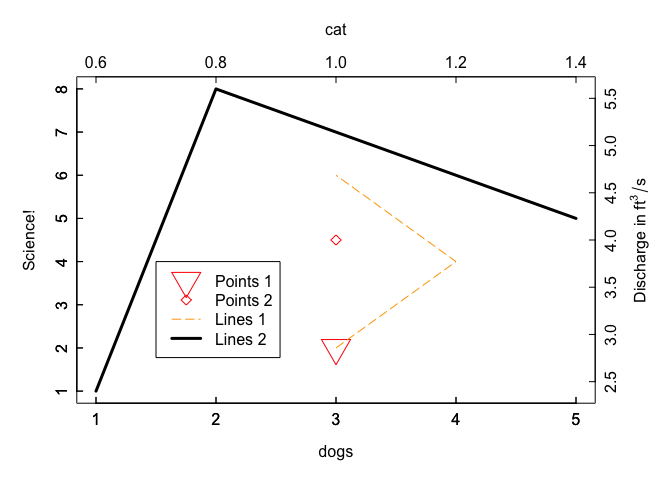 cat
0.6 0.8 1.0 1.2 1.4
Science!
8
7
6
5
4
3
2
1
5.5
5.0
4.5
4.0
3.5
3.0
2.5
Discharge in ft³/s
Points 1
Points 2
Lines 1
Lines 2
1 2 3 4 5
dogs